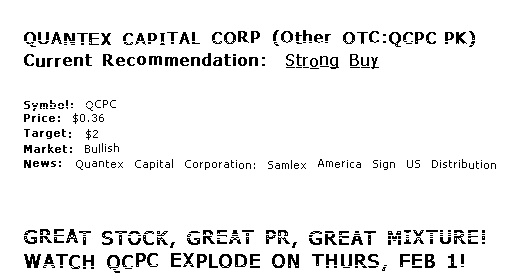 QUANTEX CAPITAL CORP (Other OTC:QCPC PK)
Current Recommendation: Strong Buy
Symbol: QCPC
Price: $0.36
Target: $2
Market: Bullish
News: Quantex Capital Corporation: Samlex America Sign US Distribution
GREAT STOCK, GREAT PR, GREAT MIXTURE!
WATCH QCPC EXPLODE ON THURS, FEB 1!